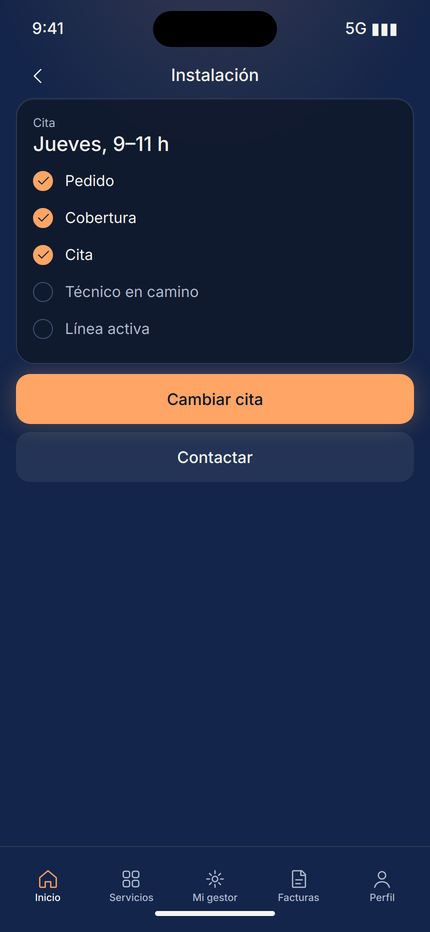 9:41
5G
Instalación
Cita
Jueves, 9–11 h
Pedido
Cobertura
Cita
Técnico en camino
Línea activa
Cambiar cita
Contactar
Inicio
Servicios
Mi gestor
Facturas
Perfil